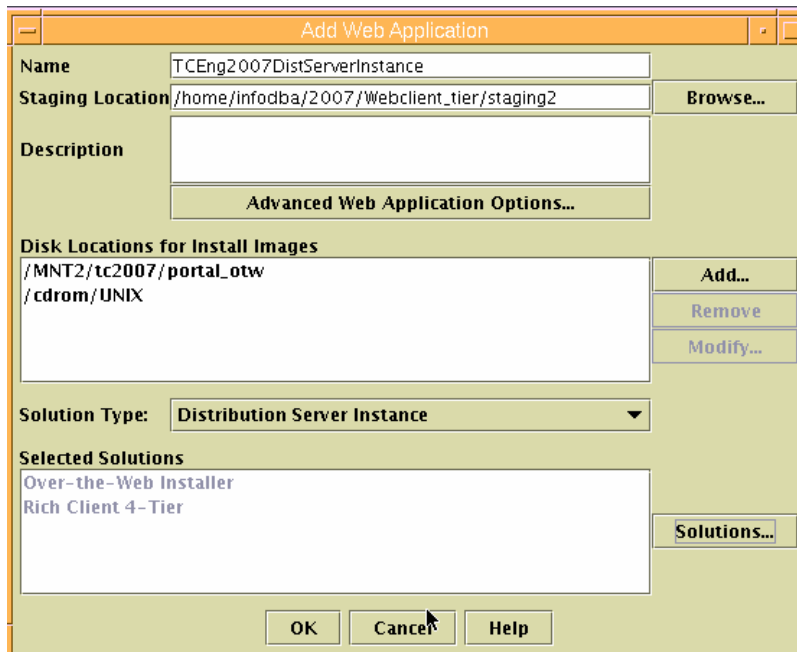 Add Web Application
Name TCEng2007DistServerInstance
Staging Location /home/infodba/2007/Webclient_tier/staging2 Browse...
Description
Advanced Web Application Options...
Disk Locations for Install Images
/MNT2/tc2007/portal_otw
/cdrom/UNIX
Add...
Remove
Modify...
Solution Type: Distribution Server Instance
Selected Solutions
Over-the-Web Installer
Rich Client 4-Tier
Solutions...
OK Cancel Help